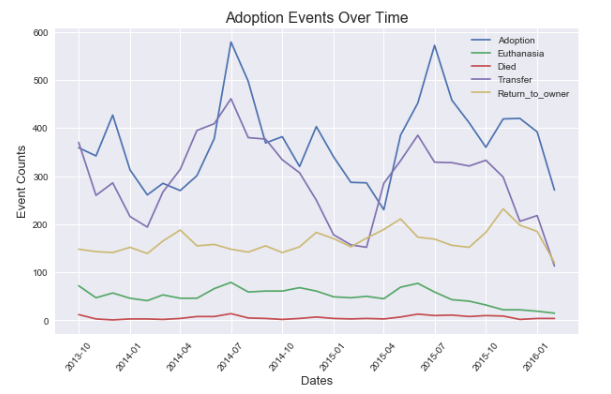 Adoption Events Over Time
600
500
400
300
200
100
0
Event Counts
Adoption
Euthanasia
Died
Transfer
Return_to_owner
2013-10
2014-01
2014-04
2014-07
2014-10
2015-01
2015-04
2015-07
2015-10
2016-01
Dates